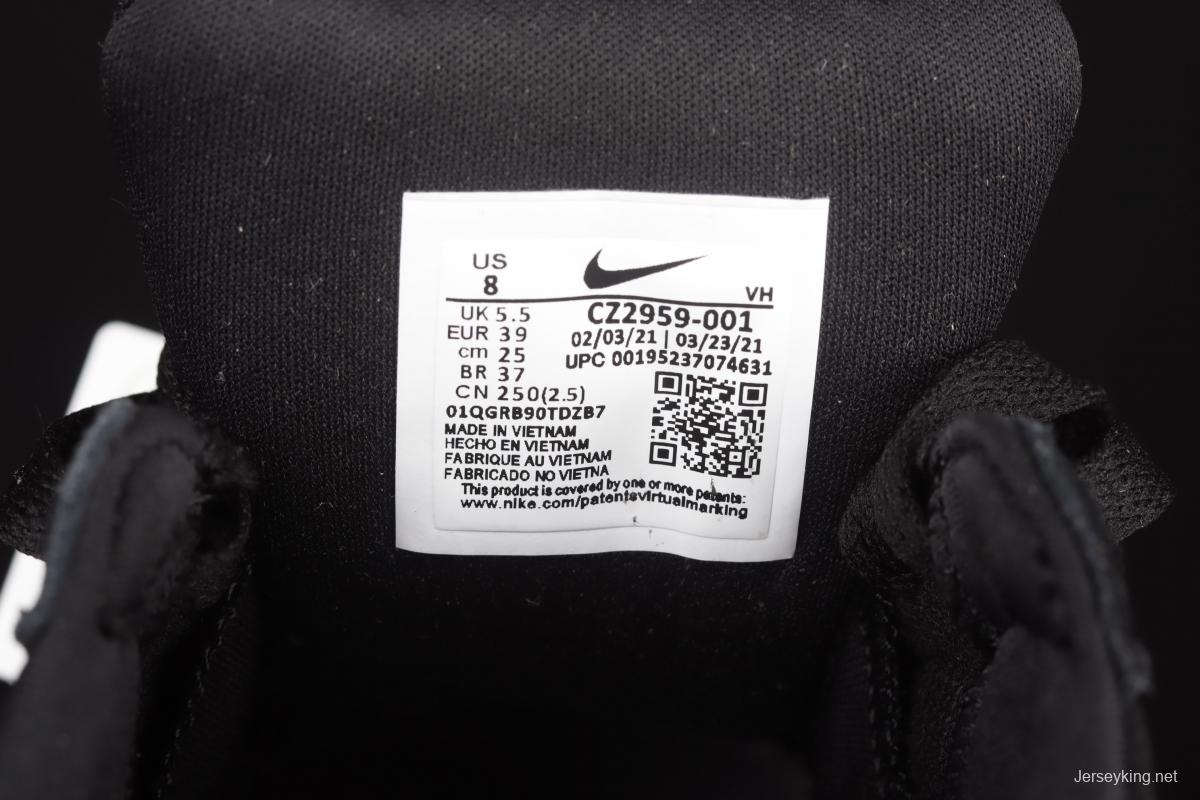 US
8
VH
UK 5.5
EUR 39
cm 25
BR 37
CN 250(2.5)
CZ2959-001
02/03/21 | 03/23/21
UPC 00195237074631
01QGRB90TDZB7
MADE IN VIETNAM
HECHO EN VIETNAM
FABRIQUE AU VIETNAM
FABRICADO NO VIETNA
This product is covered by one or more patents:
www.nike.com/patentsvirtualmarking
Jerseyking.net